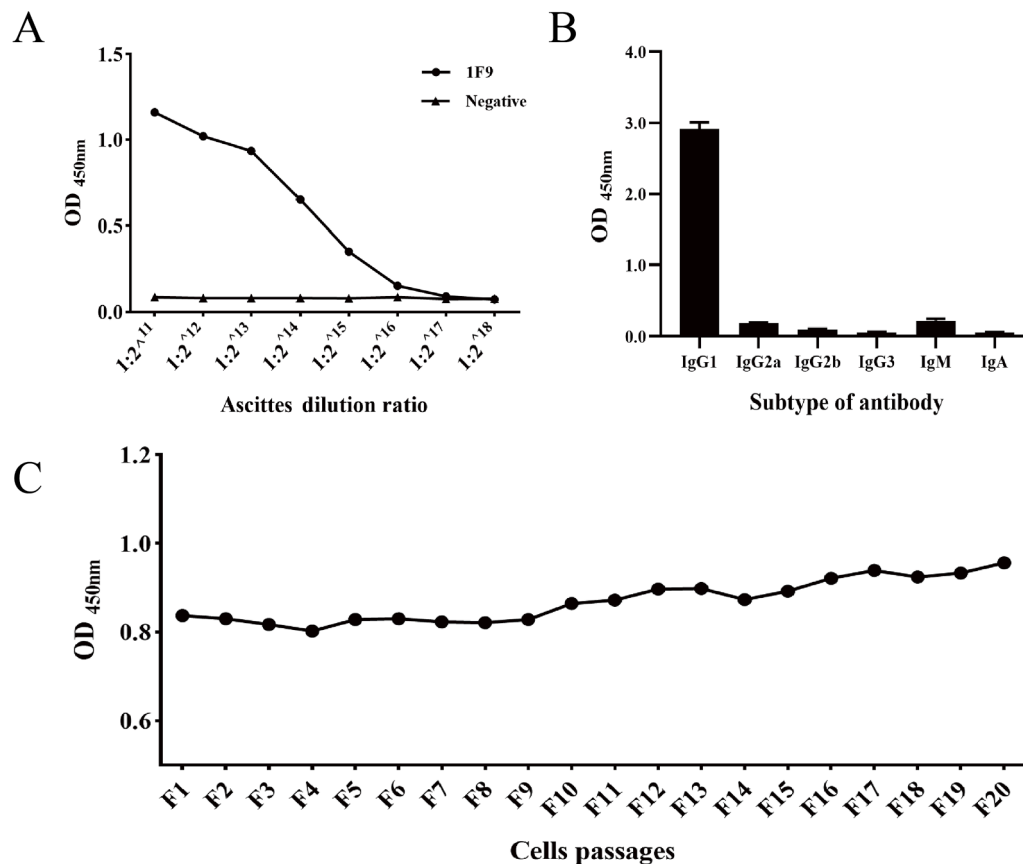 A
1.5
1.0
0.5
0.0
OD 450nm
1F9
Negative
1:2^11
1:2^12
1:2^13
1:2^14
1:2^15
1:2^16
1:2^17
1:2^18
Ascittes dilution ratio
B
4.0
3.0
2.0
1.0
0.0
OD 450nm
IgG1 IgG2a IgG2b IgG3 IgM IgA
Subtype of antibody
C
1.2
1.0
0.8
0.6
OD 450nm
F1 F2 F3 F4 F5 F6 F7 F8 F9 F10 F11 F12 F13 F14 F15 F16 F17 F18 F19 F20
Cells passages